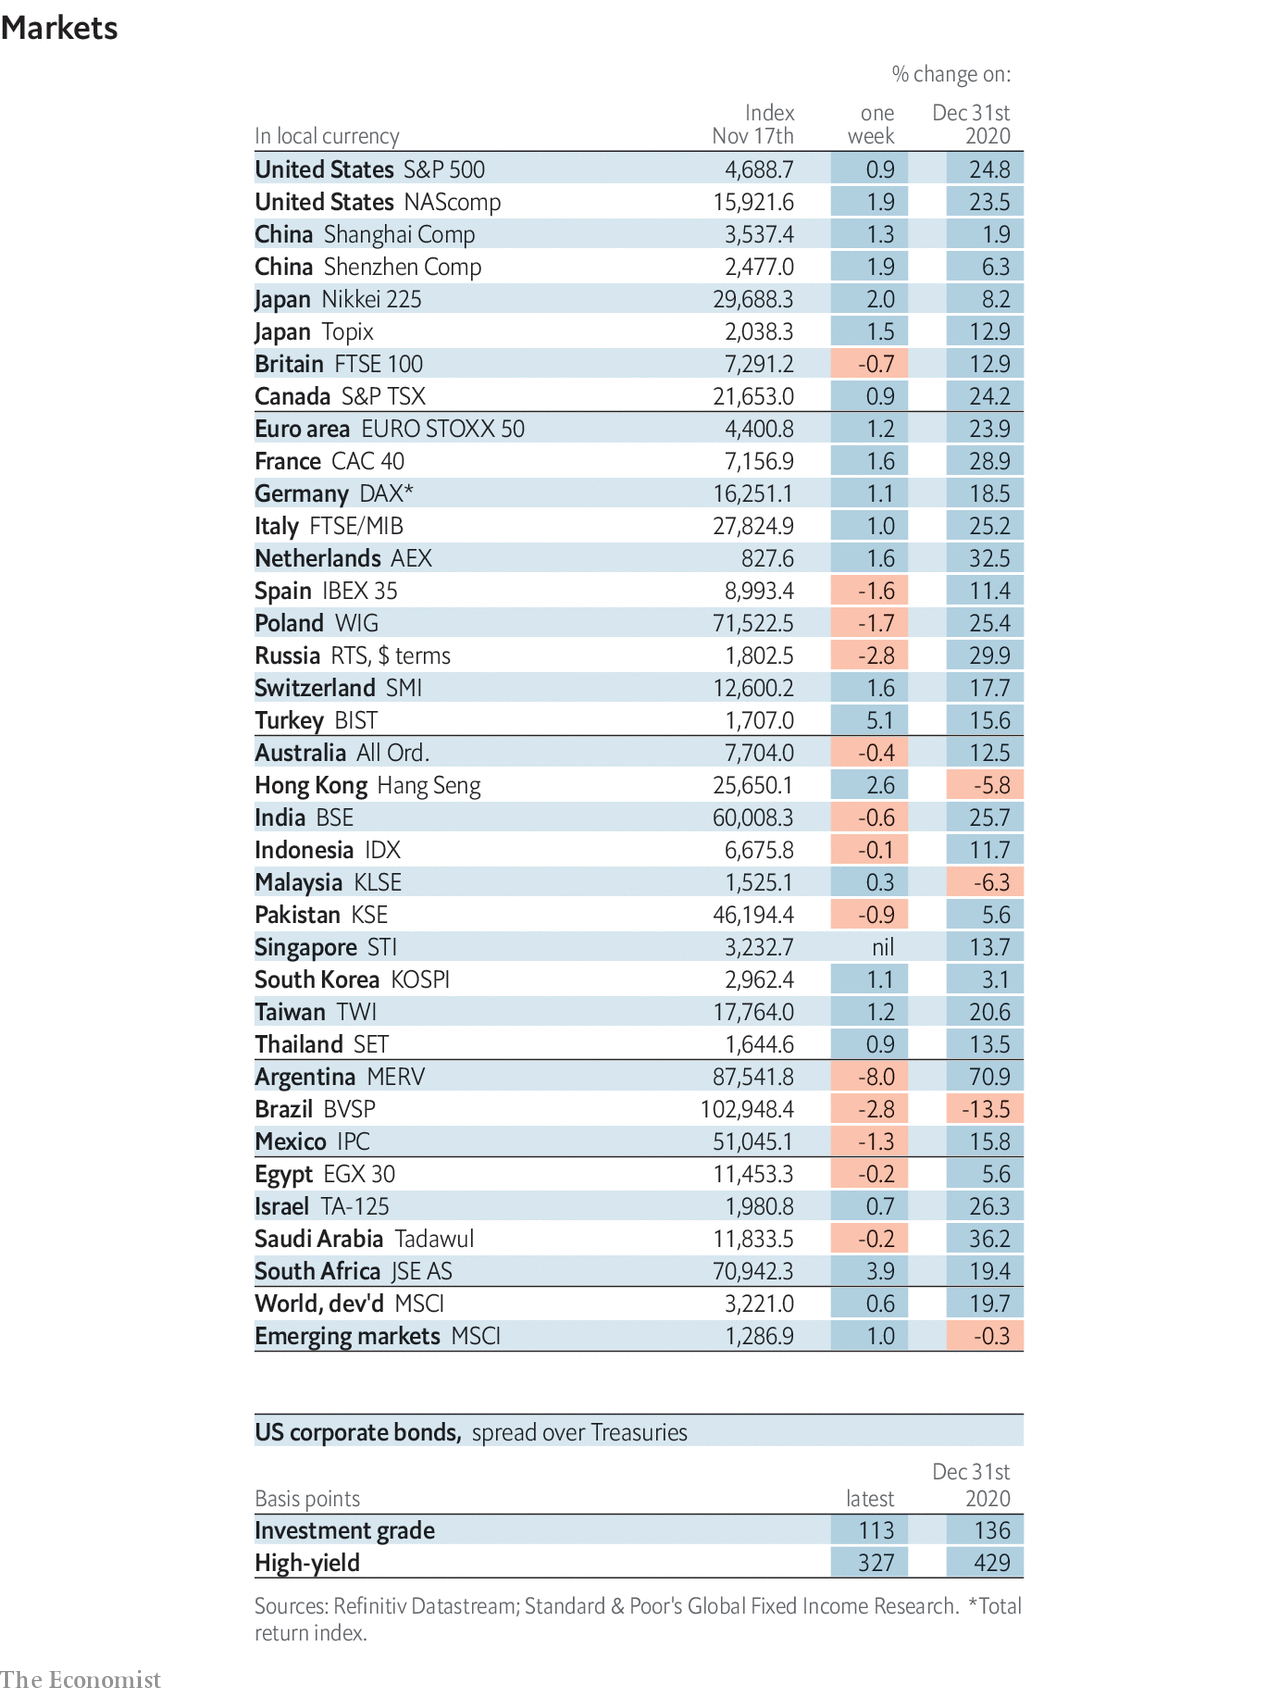 Markets
% change on:
Index one Dec 31st
In local currency Nov 17th week 2020
United States S&P 500 4,688.7 0.9 24.8
United States NAScomp 15,921.6 1.9 23.5
China Shanghai Comp 3,537.4 1.3 1.9
China Shenzhen Comp 2,477.0 1.9 6.3
Japan Nikkei 225 29,688.3 2.0 8.2
Japan Topix 2,038.3 1.5 12.9
Britain FTSE 100 7,291.2 -0.7 12.9
Canada S&P TSX 21,653.0 0.9 24.2
Euro area EURO STOXX 50 4,400.8 1.2 23.9
France CAC 40 7,156.9 1.6 28.9
Germany DAX* 16,251.1 1.1 18.5
Italy FTSE/MIB 27,824.9 1.0 25.2
Netherlands AEX 827.6 1.6 32.5
Spain IBEX 35 8,993.4 -1.6 11.4
Poland WIG 71,522.5 -1.7 25.4
Russia RTS, $ terms 1,802.5 -2.8 29.9
Switzerland SMI 12,600.2 1.6 17.7
Turkey BIST 1,707.0 5.1 15.6
Australia All Ord. 7,704.0 -0.4 12.5
Hong Kong Hang Seng 25,650.1 2.6 -5.8
India BSE 60,008.3 -0.6 25.7
Indonesia IDX 6,675.8 -0.1 11.7
Malaysia KLSE 1,525.1 0.3 -6.3
Pakistan KSE 46,194.4 -0.9 5.6
Singapore STI 3,232.7 nil 13.7
South Korea KOSPI 2,962.4 1.1 3.1
Taiwan TWI 17,764.0 1.2 20.6
Thailand SET 1,644.6 0.9 13.5
Argentina MERV 87,541.8 -8.0 70.9
Brazil BVSP 102,948.4 -2.8 -13.5
Mexico IPC 51,045.1 -1.3 15.8
Egypt EGX 30 11,453.3 -0.2 5.6
Israel TA-125 1,980.8 0.7 26.3
Saudi Arabia Tadawul 11,833.5 -0.2 36.2
South Africa JSE AS 70,942.3 3.9 19.4
World, dev'd MSCI 3,221.0 0.6 19.7
Emerging markets MSCI 1,286.9 1.0 -0.3
US corporate bonds, spread over Treasuries
Dec 31st
Basis points latest 2020
Investment grade 113 136
High-yield 327 429
Sources: Refinitiv Datastream; Standard & Poor's Global Fixed Income Research. *Total
return index.
The Economist